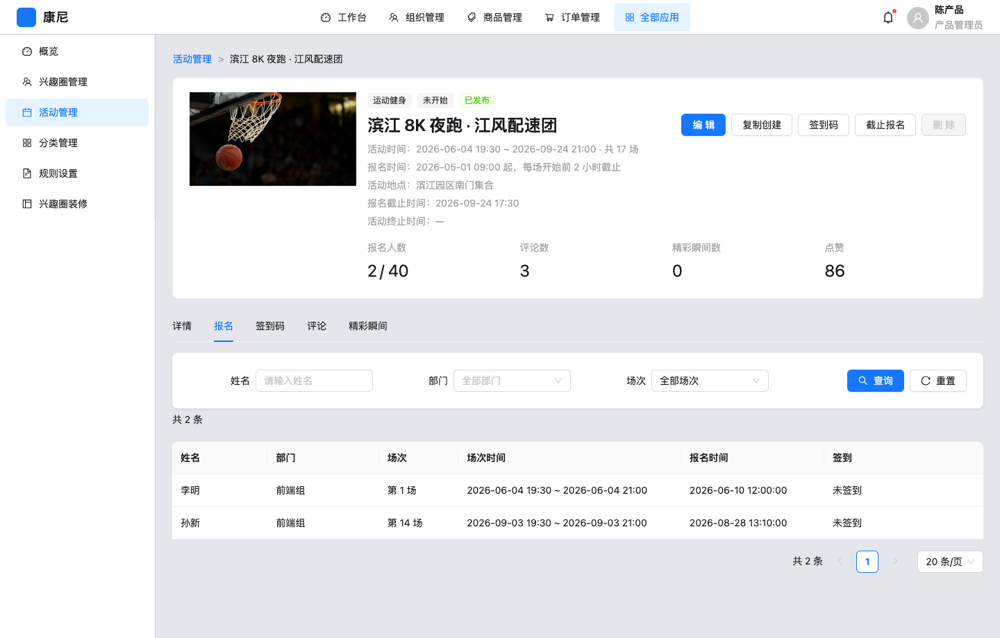 康尼
工作台
组织管理
商品管理
订单管理
全部应用
陈产品
产品管理员
概览
兴趣圈管理
活动管理
分类管理
规则设置
兴趣圈装修
活动管理 > 滨江 8K 夜跑 · 江风配速团
运动健身 未开始 已发布
滨江 8K 夜跑 · 江风配速团
编 辑 复制创建 签到码 截止报名 删 除
活动时间：2026-06-04 19:30 ~ 2026-09-24 21:00 · 共 17 场
报名时间：2026-05-01 09:00 起，每场开始前 2 小时截止
活动地点：滨江园区南门集合
报名截止时间：2026-09-24 17:30
活动终止时间：—
报名人数 评论数 精彩瞬间数 点赞
2 / 40 3 0 86
详情 报名 签到码 评论 精彩瞬间
姓名 请输入姓名 部门 全部部门 场次 全部场次 查询 重置
共 2 条
姓名 部门 场次 场次时间 报名时间 签到
李明 前端组 第 1 场 2026-06-04 19:30 ~ 2026-06-04 21:00 2026-06-10 12:00:00 未签到
孙新 前端组 第 14 场 2026-09-03 19:30 ~ 2026-09-03 21:00 2026-08-28 13:10:00 未签到
共 2 条 < 1 > 20 条/页